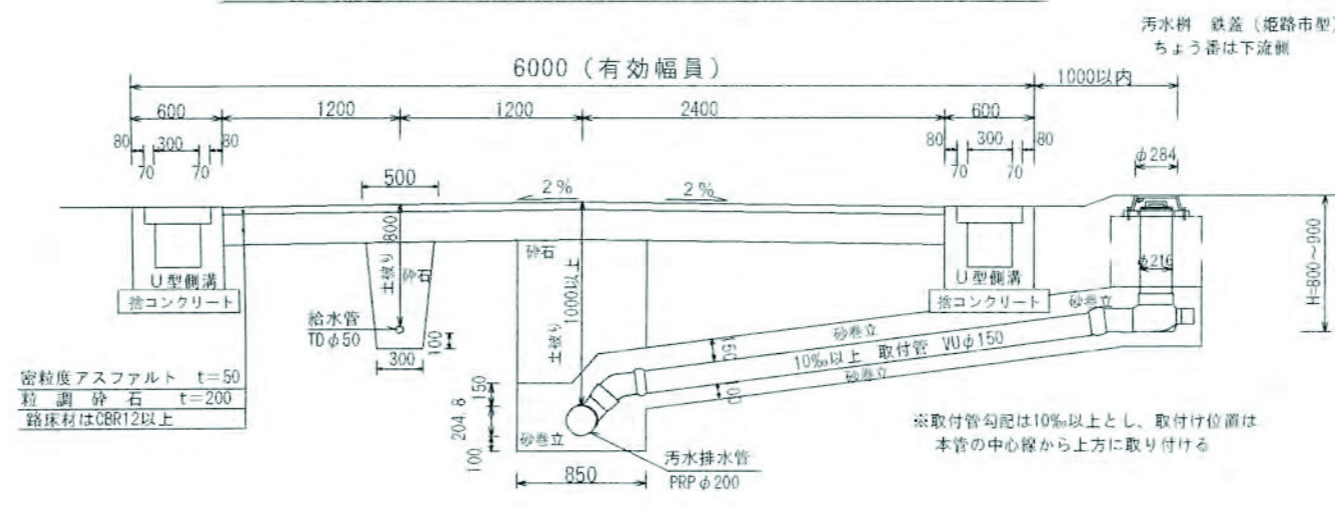 汚水桝 鉄蓋（姫路市型）
ちょう番は下流側
6000（有効幅員）
1000以内
600
1200
1200
2400
600
80
300
80
70
70
80
300
80
70
70
φ284
500
2％
2％
土被り 800
砕石
砕石
土被り 1000以上
U型側溝
捨コンクリート
U型側溝
捨コンクリート
φ216
H=800～900
給水管
TDφ50
100
300
砂巻立
砂巻立
10‰以上 取付管 VUφ150
砂巻立
密粒度アスファルト t=50
粒調砕石 t=200
路床材はCBR12以上
150
204.8
100
砂巻立
850
汚水排水管
PRPφ200
※取付管勾配は10‰以上とし、取付け位置は
本管の中心線から上方に取り付ける